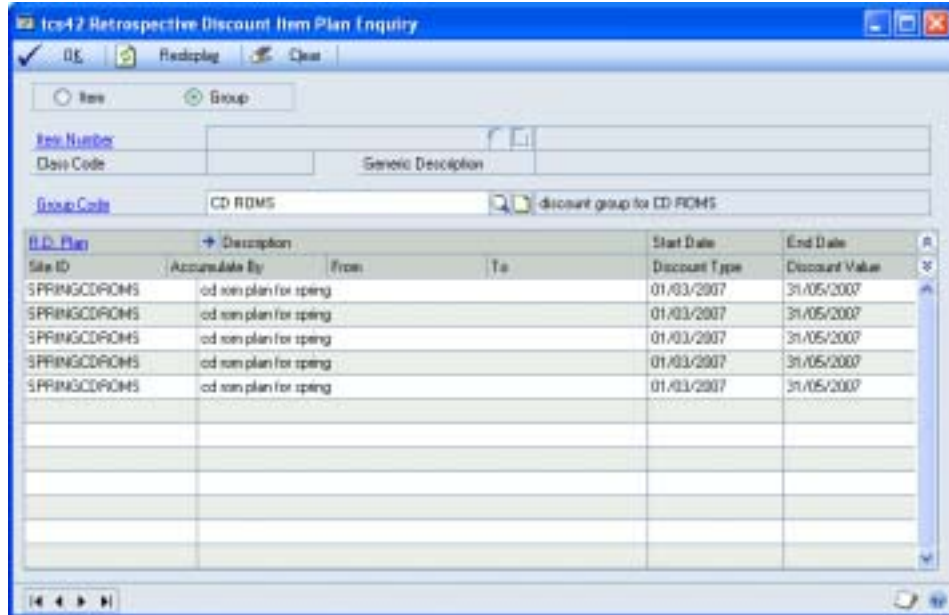 tcs42 Retrospective Discount Item Plan Enquiry
OK Redisplay Clear
Item Group
Item Number
Class Code Generic Description
Group Code CD ROMS discount group for CD ROMS
R.D. Plan Description Start Date End Date
Site ID Accumulate By From To Discount Type Discount Value
SPRINGCDROMS cd rom plan for spring 01/03/2007 31/05/2007
SPRINGCDROMS cd rom plan for spring 01/03/2007 31/05/2007
SPRINGCDROMS cd rom plan for spring 01/03/2007 31/05/2007
SPRINGCDROMS cd rom plan for spring 01/03/2007 31/05/2007
SPRINGCDROMS cd rom plan for spring 01/03/2007 31/05/2007